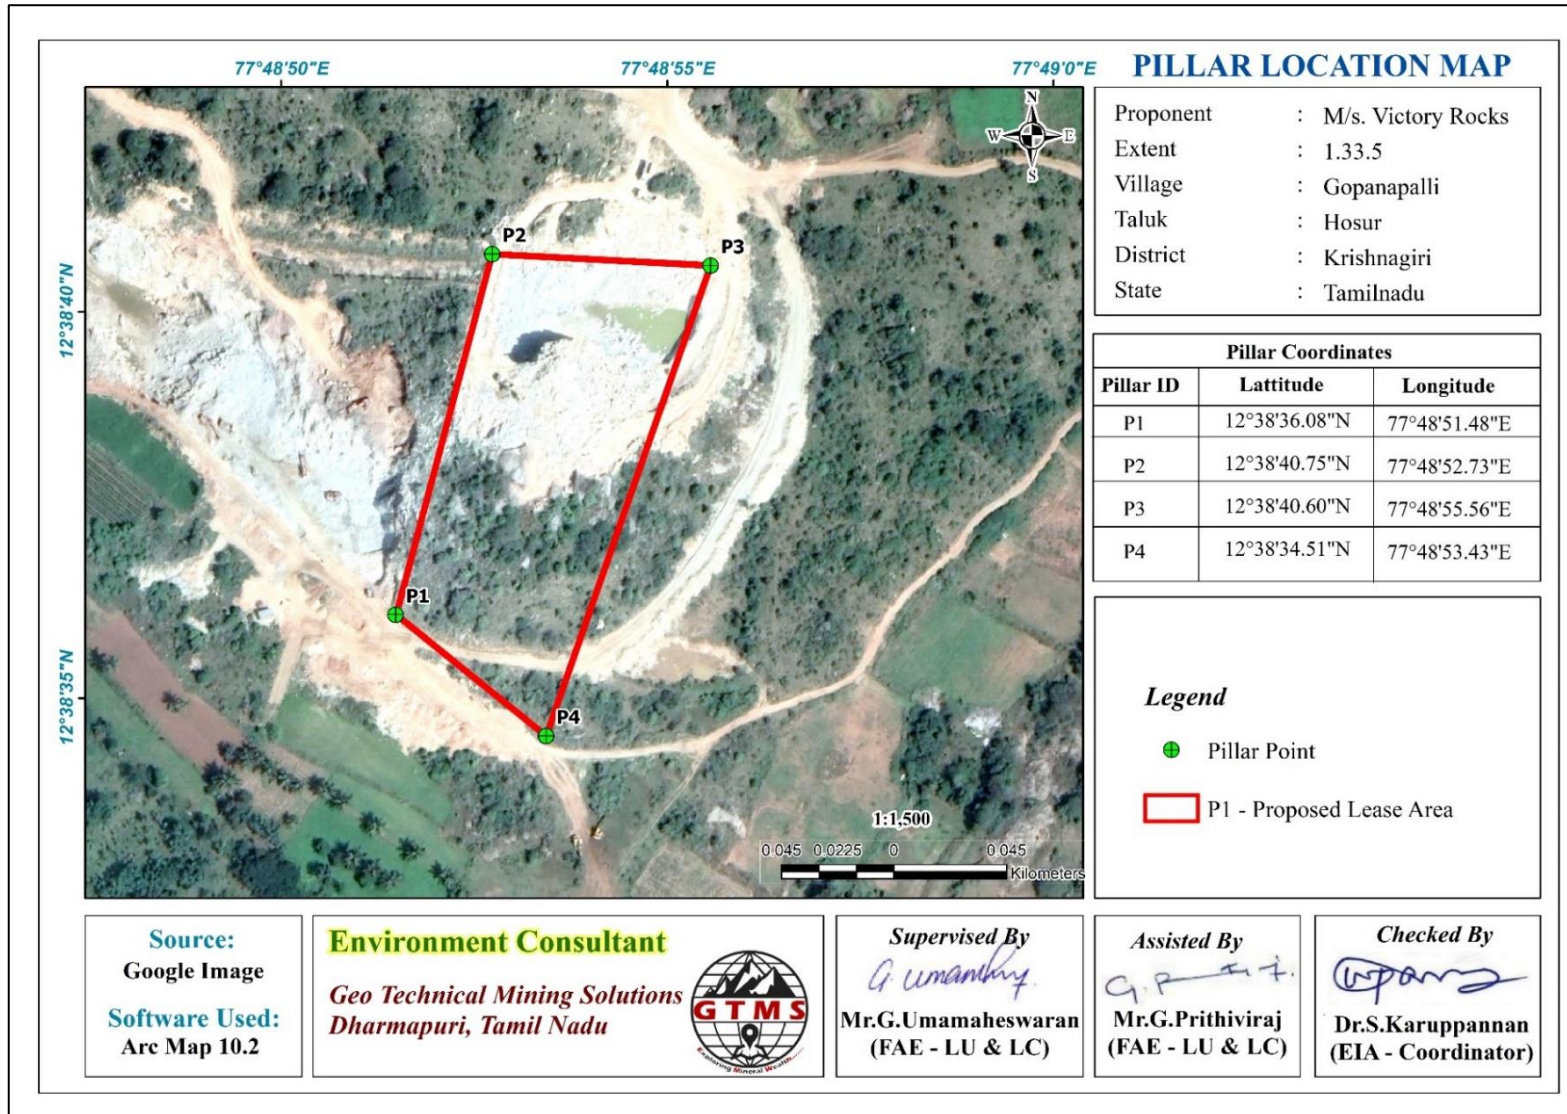 PILLAR LOCATION MAP
77°48'50"E 77°48'55"E 77°49'0"E
12°38'40"N
12°38'35"N
N
W E
S
P2
P3
P1
P4
1:1,500
0.045 0.0225 0 0.045
Kilometers
Proponent : M/s. Victory Rocks
Extent : 1.33.5
Village : Gopanapalli
Taluk : Hosur
District : Krishnagiri
State : Tamilnadu
Pillar Coordinates
Pillar ID Lattitude Longitude
P1 12°38'36.08"N 77°48'51.48"E
P2 12°38'40.75"N 77°48'52.73"E
P3 12°38'40.60"N 77°48'55.56"E
P4 12°38'34.51"N 77°48'53.43"E
Legend
Pillar Point
P1 - Proposed Lease Area
Source:
Google Image
Software Used:
Arc Map 10.2
Environment Consultant
Geo Technical Mining Solutions
Dharmapuri, Tamil Nadu
GTMS
Exploring Mineral Wealth......
Supervised By
Mr.G.Umamaheswaran
(FAE - LU & LC)
Assisted By
Mr.G.Prithiviraj
(FAE - LU & LC)
Checked By
Dr.S.Karuppannan
(EIA - Coordinator)